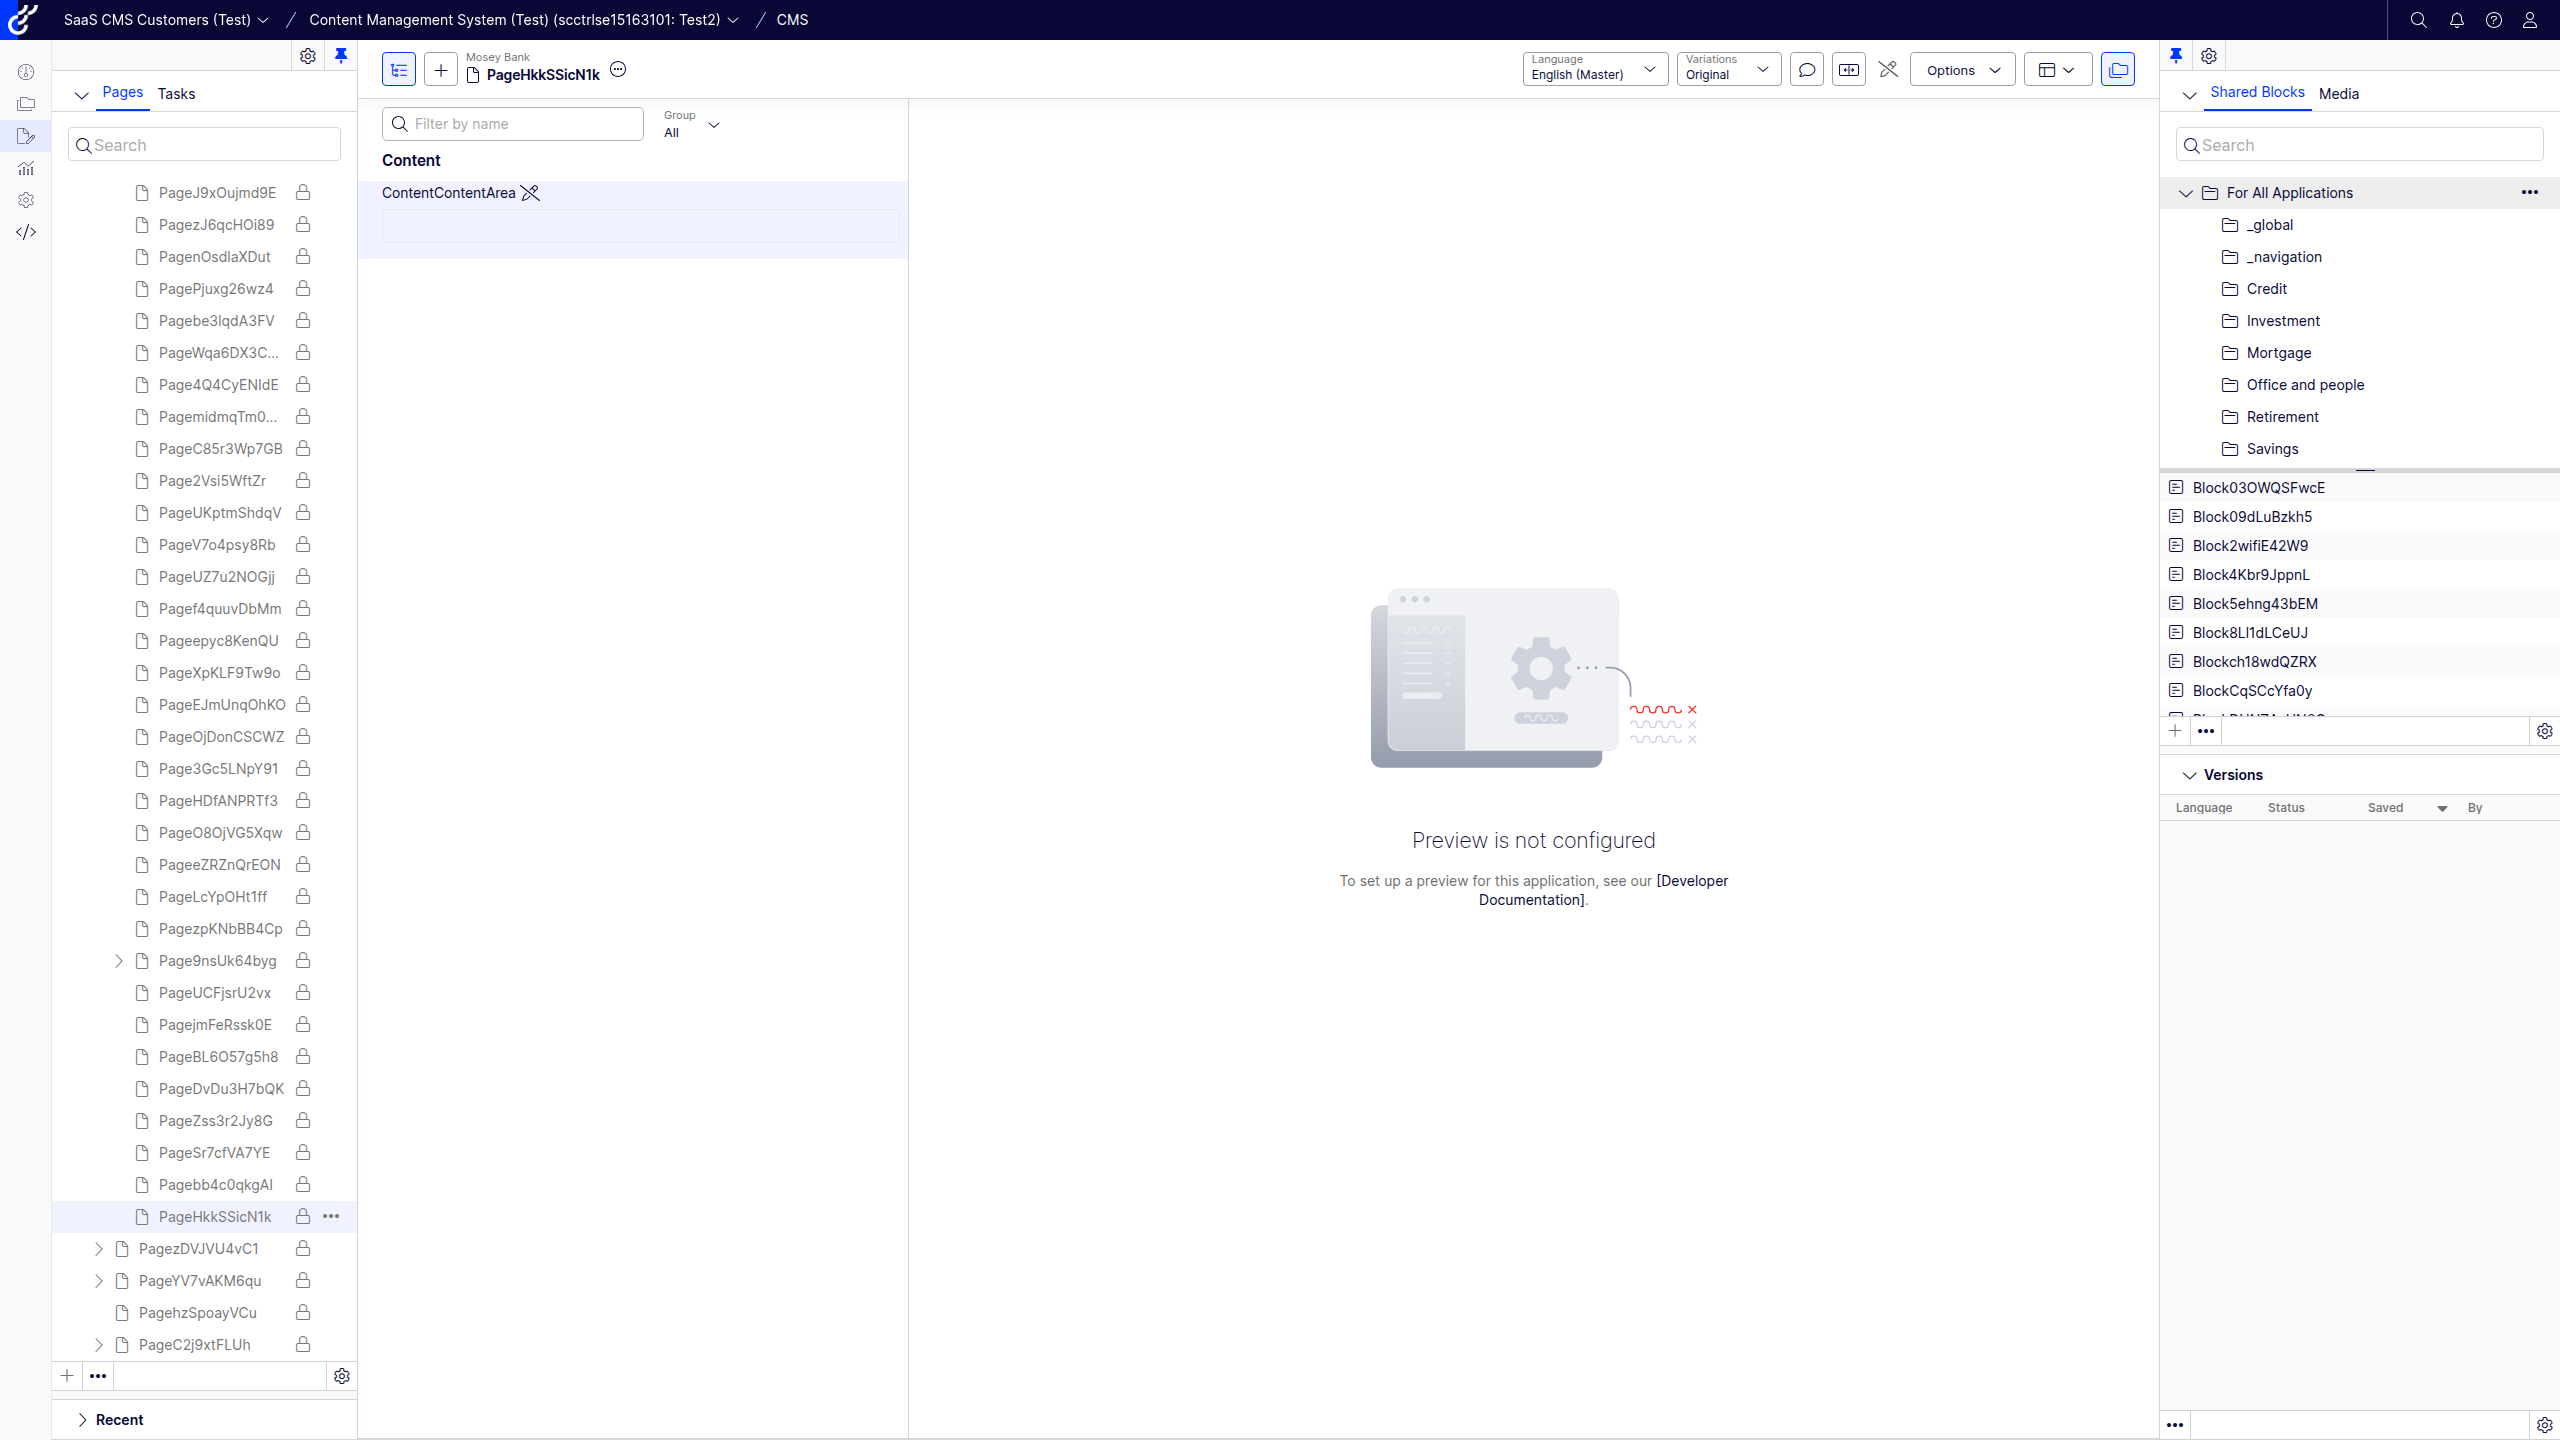 SaaS CMS Customers (Test)
Content Management System (Test) (scctrlse15163101: Test2)
CMS
Pages
Tasks
Search
PageJ9xOujmd9E
PagezJ6qcHOi89
PagenOsdlaXDut
PagePjuxg26wz4
Pagebe3lqdA3FV
PageWqa6DX3C...
Page4Q4CyENIdE
PagemidmqTm0...
PageC85r3Wp7GB
Page2Vsi5WftZr
PageUKptmShdqV
PageV7o4psy8Rb
PageUZ7u2NOGjj
Pagef4quuvDbMm
Pageepyc8KenQU
PageXpKLF9Tw9o
PageEJmUnqOhKO
PageOjDonCSCWZ
Page3Gc5LNpY91
PageHDfANPRTf3
PageO8OjVG5Xqw
PageeZRZnQrEON
PageLcYpOHt1ff
PagezpKNbBB4Cp
Page9nsUk64byg
PageUCFjsrU2vx
PagejmFeRssk0E
PageBL6O57g5h8
PageDvDu3H7bQK
PageZss3r2Jy8G
PageSr7cfVA7YE
Pagebb4c0qkgAI
PageHkkSSicN1k
PagezDVJVU4vC1
PageYV7vAKM6qu
PagehzSpoayVCu
PageC2j9xtFLUh
Recent
Mosey Bank
PageHkkSSicN1k
Language
English (Master)
Variations
Original
Options
Filter by name
Group
All
Content
ContentContentArea
Preview is not configured
To set up a preview for this application, see our [Developer
Documentation].
Shared Blocks
Media
Search
For All Applications
_global
_navigation
Credit
Investment
Mortgage
Office and people
Retirement
Savings
Block03OWQSFwcE
Block09dLuBzkh5
Block2wifiE42W9
Block4Kbr9JppnL
Block5ehng43bEM
Block8LI1dLCeUJ
Blockch18wdQZRX
BlockCqSCcYfa0y
Versions
Language
Status
Saved
By